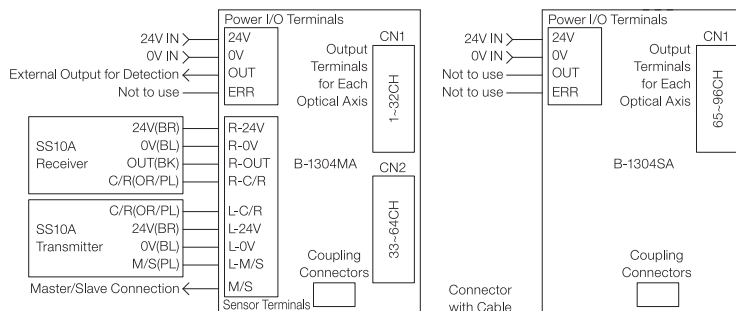 Power I/O Terminals
24V IN
24V
0V IN
0V
External Output for Detection
OUT
Not to use
ERR
CN1
Output
Terminals
for Each
Optical Axis
1~32CH
SS10A
Receiver
24V(BR)
R-24V
0V(BL)
R-0V
OUT(BK)
R-OUT
C/R(OR/PL)
R-C/R
B-1304MA
CN2
33~64CH
SS10A
Transmitter
C/R(OR/PL)
L-C/R
24V(BR)
L-24V
0V(BL)
L-0V
M/S(PL)
L-M/S
Master/Slave Connection
M/S
Sensor Terminals
Coupling
Connectors
Connector
with Cable
Power I/O Terminals
24V IN
24V
0V IN
0V
Not to use
OUT
Not to use
ERR
CN1
Output
Terminals
for Each
Optical Axis
65~96CH
B-1304SA
Coupling
Connectors